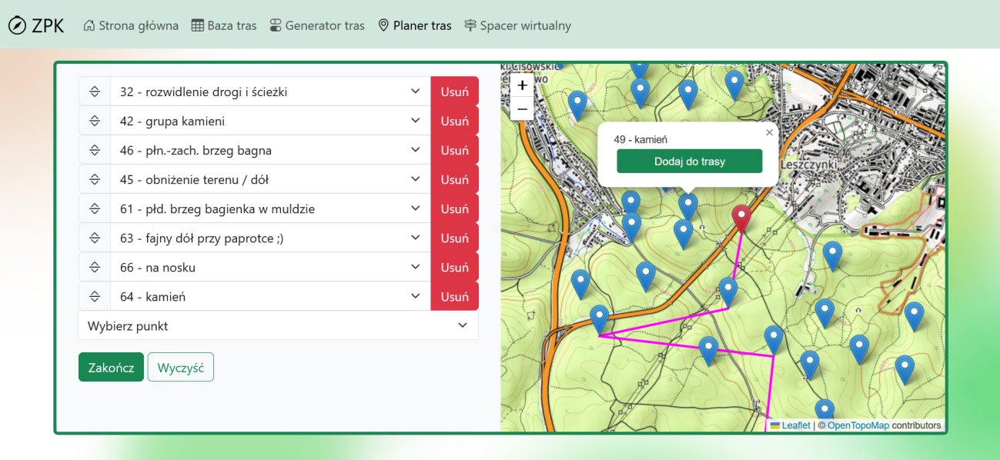 ZPK Strona główna Baza tras Generator tras Planer tras Spacer wirtualny
32 - rozwidlenie drogi i ścieżki Usuń
42 - grupa kamieni Usuń
46 - płn.-zach. brzeg bagna Usuń
45 - obniżenie terenu / dół Usuń
61 - płd. brzeg bagienka w muldzie Usuń
63 - fajny dół przy paprotce ;) Usuń
66 - na nosku Usuń
64 - kamień Usuń
Wybierz punkt
Zakończ Wyczyść
+
−
49 - kamień ×
Dodaj do trasy
Leszczynki
Leaflet | © OpenTopoMap contributors